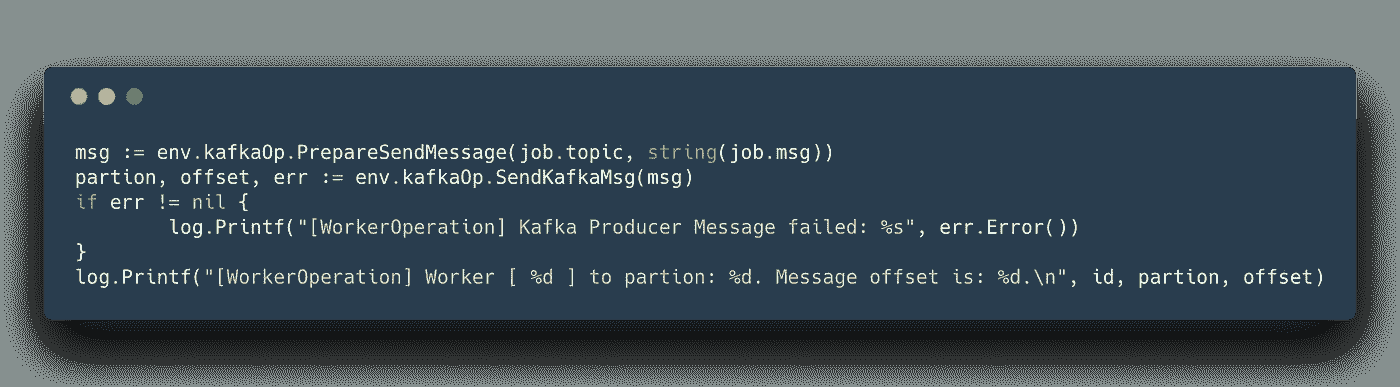 msg := env.kafkaOp.PrepareSendMessage(job.topic, string(job.msg))
partion, offset, err := env.kafkaOp.SendKafkaMsg(msg)
if err != nil {
        log.Printf("[WorkerOperation] Kafka Producer Message failed: %s", err.Error())
}
log.Printf("[WorkerOperation] Worker [ %d ] to partion: %d. Message offset is: %d.\n", id, partion, offset)